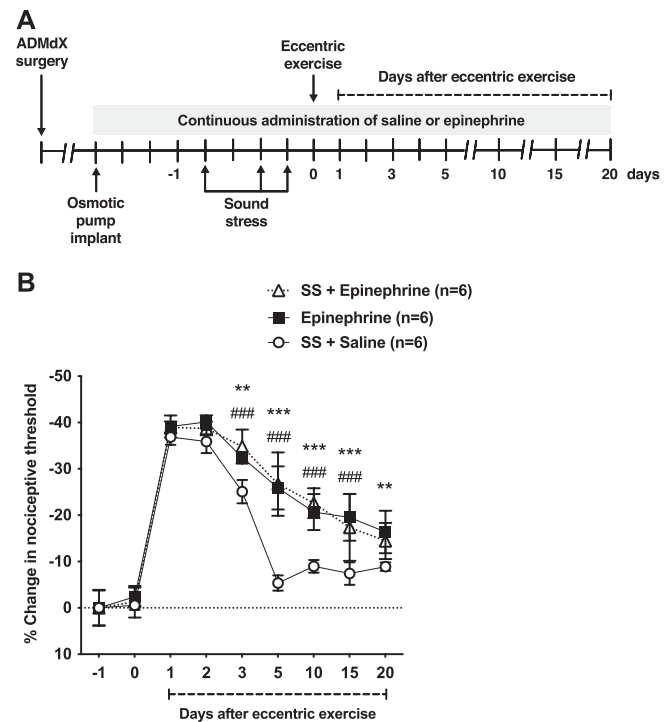 A
ADMdX
surgery
Eccentric
exercise
Days after eccentric exercise
Continuous administration of saline or epinephrine
-1 0 1 3 5 10 15 20 days
Osmotic
pump
implant
Sound
stress
B
SS + Epinephrine (n=6)
Epinephrine (n=6)
SS + Saline (n=6)
% Change in nociceptive threshold
-50
-40
-30
-20
-10
0
10
**
###
***
###
***
###
***
###
**
-1 0 1 2 3 5 10 15 20
Days after eccentric exercise